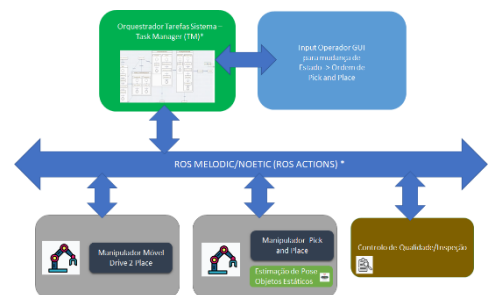 Orquestrador Tarefas Sistema –
Task Manager (TM)*
Input Operador GUI
para mudança de
Estado -> Ordem de
Pick and Place
ROS MELODIC/NOETIC (ROS ACTIONS) *
Manipulador Móvel
Drive 2 Place
Manipulador Pick
and Place
Estimação de Pose
Objetos Estáticos
Controlo de Qualidade/Inspeção